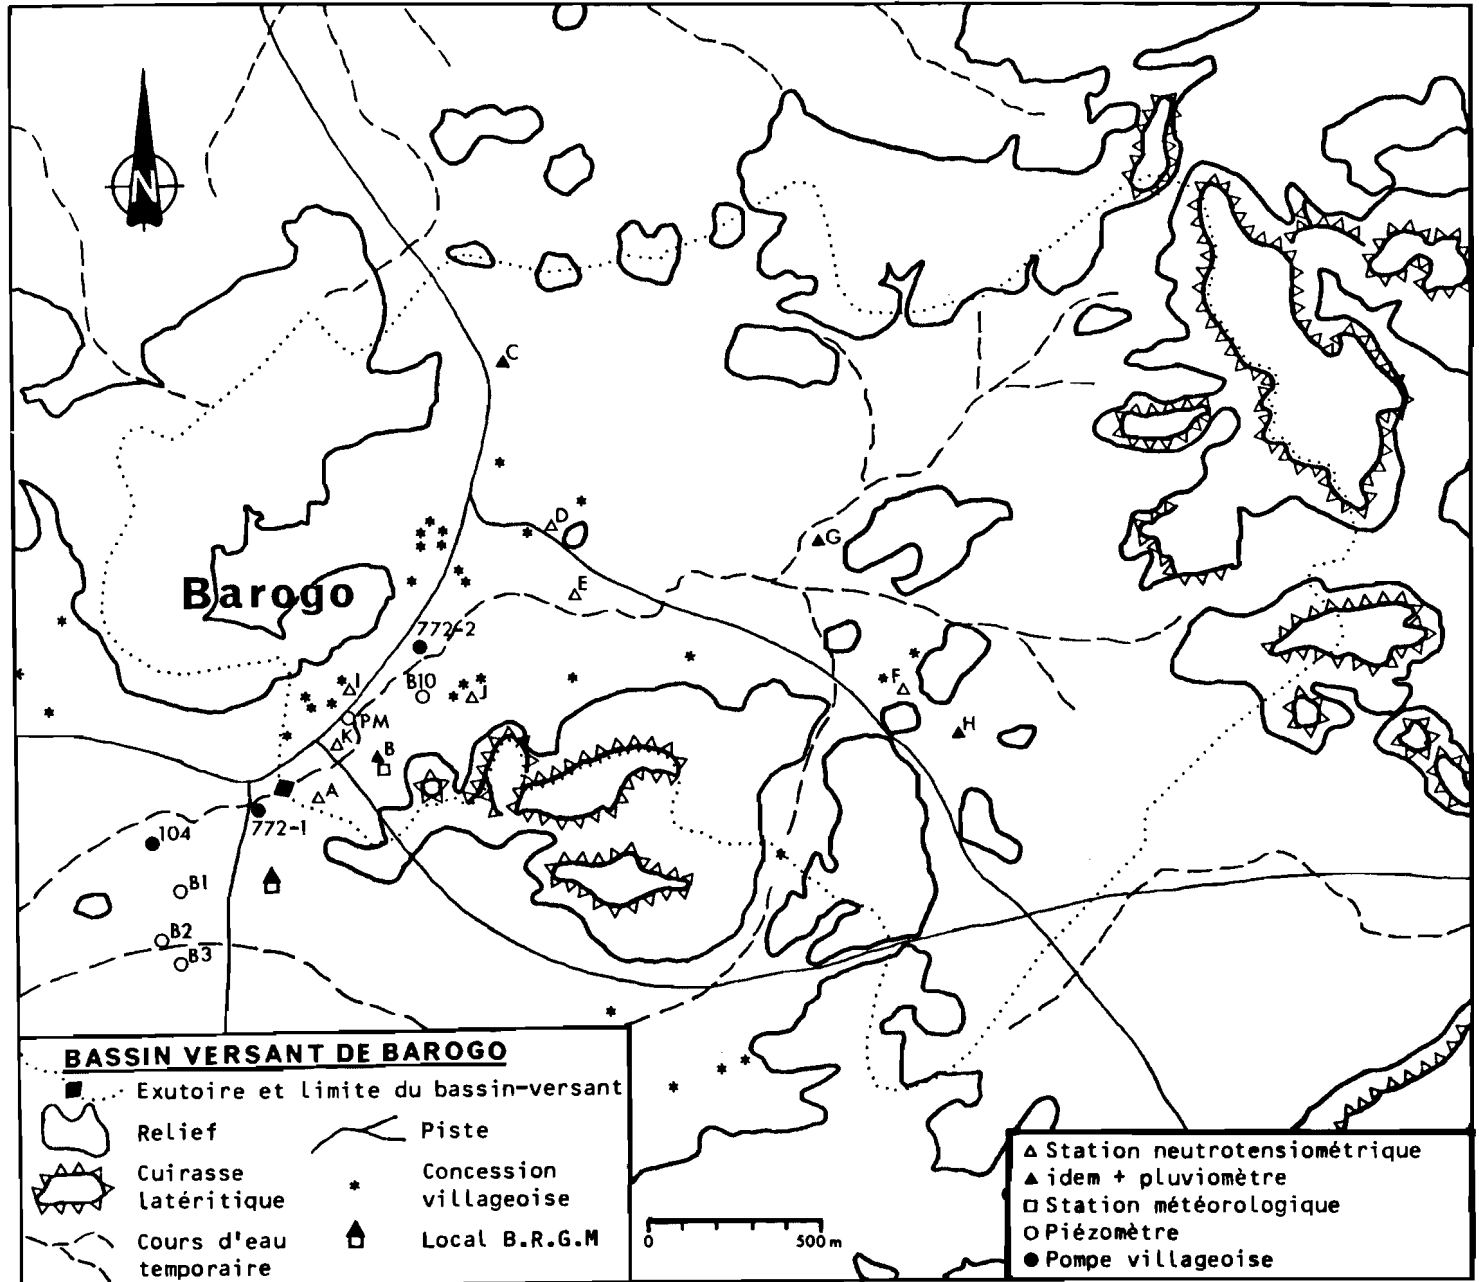 N
C
D
E
G
Barogo
772-2
I
B10
J
F
PM
K
B
H
A
772-1
104
B1
B2
B3
BASSIN VERSANT DE BAROGO
Exutoire et limite du bassin-versant
Relief
Piste
Cuirasse
latéritique
Concession
villageoise
Cours d'eau
temporaire
Local B.R.G.M
0 500 m
Station neutrotensiométrique
idem + pluviomètre
Station météorologique
Piézomètre
Pompe villageoise